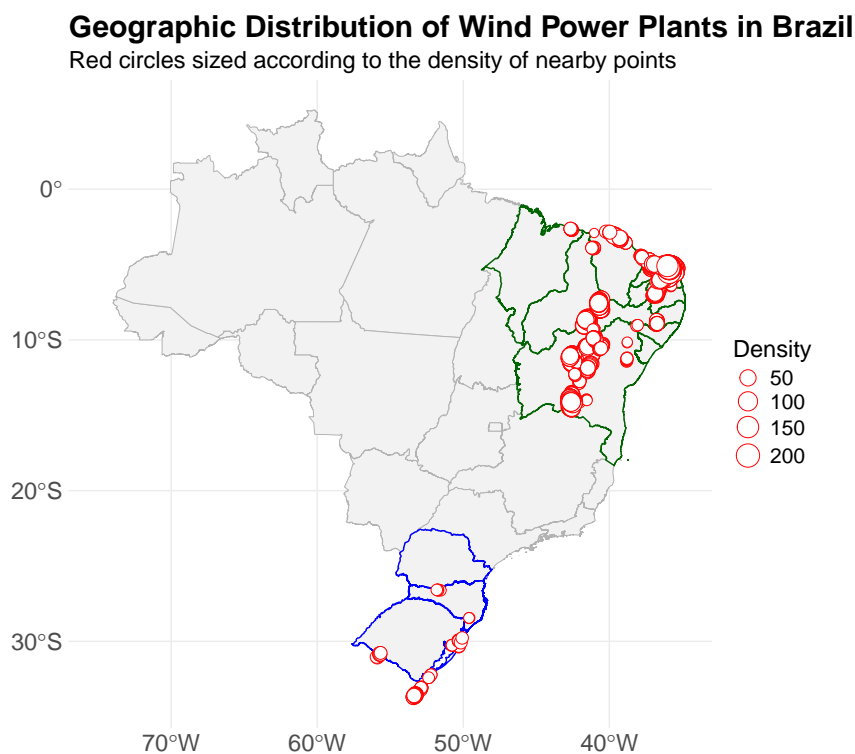 Geographic Distribution of Wind Power Plants in Brazil
Red circles sized according to the density of nearby points
0°
10°S
20°S
30°S
70°W
60°W
50°W
40°W
Density
50
100
150
200